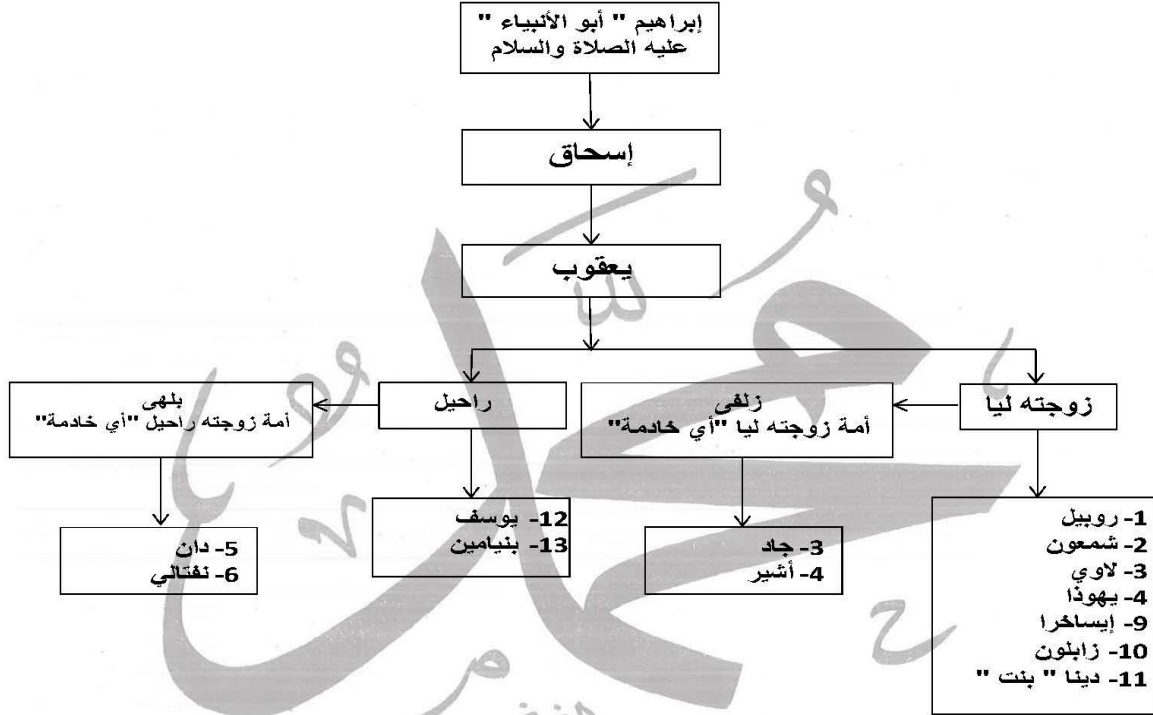 إبراهيم " أبو الأنبياء "
عليه الصلاة والسلام
إسحاق
يعقوب
زوجته ليا
زلفى
أمة زوجته ليا "أي خادمة"
راحيل
بلهى
أمة زوجته راحيل "أي خادمة"
1- روبيل
2- شمعون
3- لاوي
4- يهوذا
9- إيساخرا
10- زابلون
11- دينا " بنت "
3- جاد
4- أشير
12- يوسف
13- بنيامين
5- دان
6- نفتالي
محمد
الله